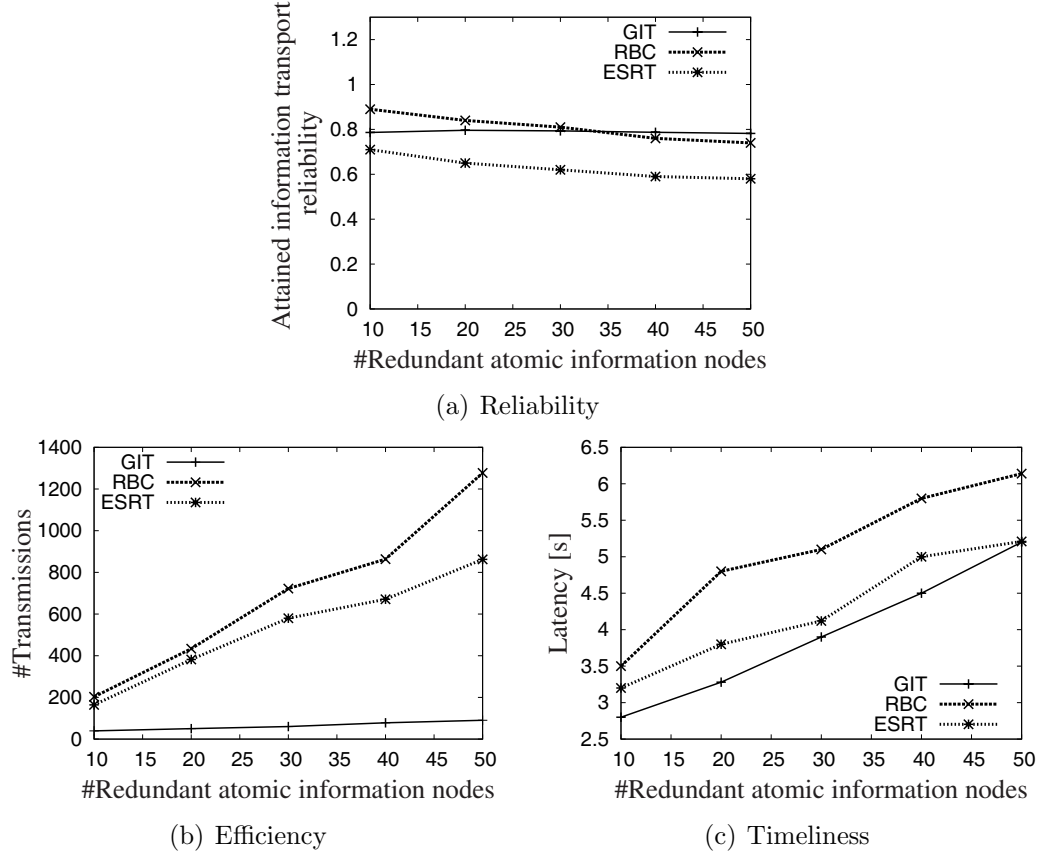 Attained information transport
reliability
1.2
1
0.8
0.6
0.4
0.2
0
GIT
RBC
ESRT
10 15 20 25 30 35 40 45 50
#Redundant atomic information nodes
(a) Reliability
#Transmissions
1400
1200
1000
800
600
400
200
0
GIT
RBC
ESRT
10 15 20 25 30 35 40 45 50
#Redundant atomic information nodes
(b) Efficiency
Latency [s]
6.5
6
5.5
5
4.5
4
3.5
3
2.5
GIT
RBC
ESRT
10 15 20 25 30 35 40 45 50
#Redundant atomic information nodes
(c) Timeliness